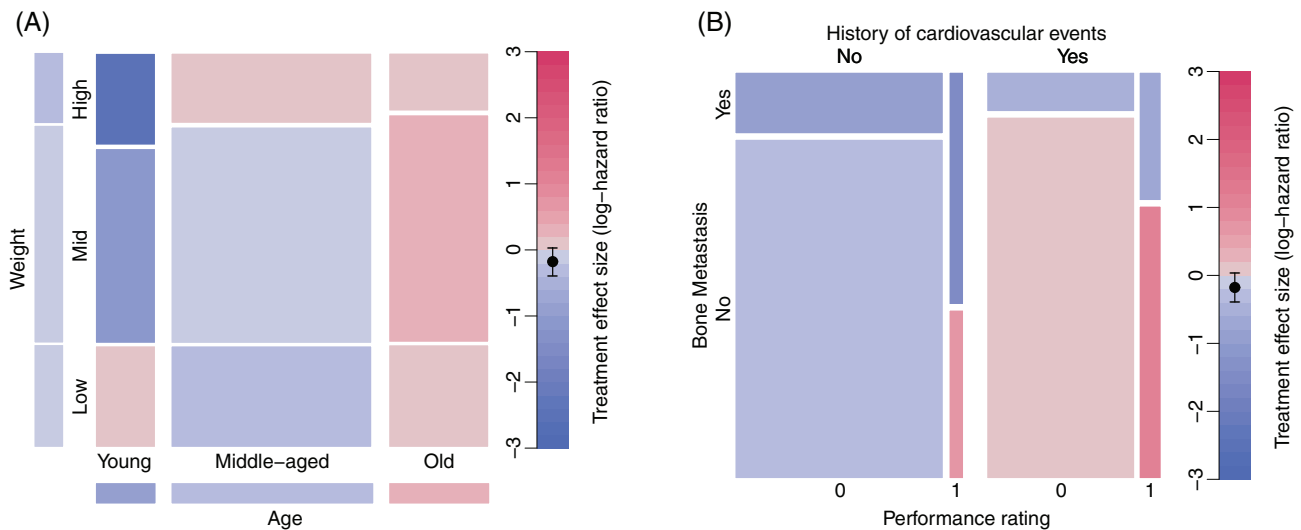 (A)
Weight
High
Mid
Low
Young
Middle−aged
Old
Age
3
2
1
0
−1
−2
−3
Treatment effect size (log−hazard ratio)
(B)
History of cardiovascular events
No
Yes
Bone Metastasis
Yes
No
0
1
0
1
Performance rating
3
2
1
0
−1
−2
−3
Treatment effect size (log−hazard ratio)